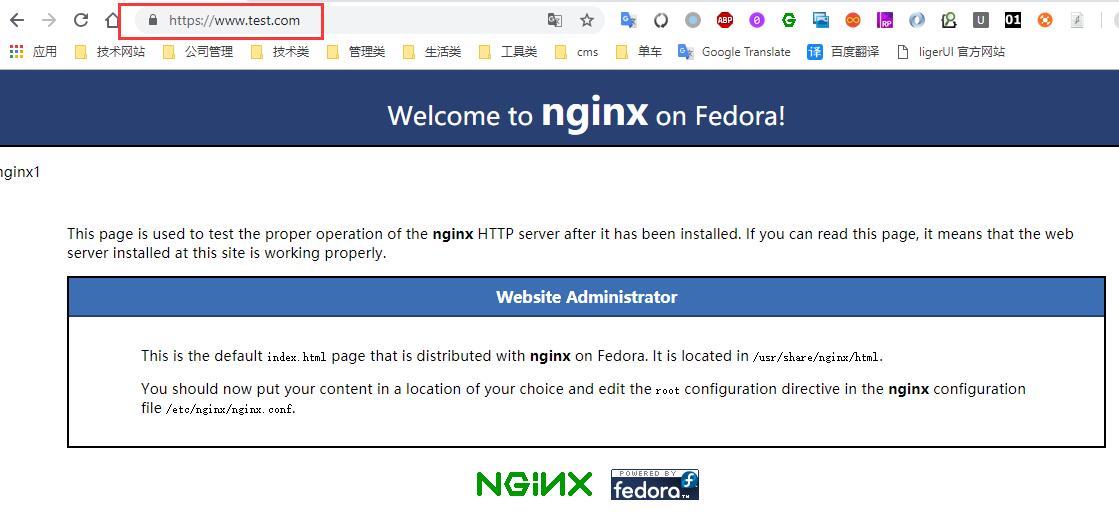 https://www.test.com
ABP
0
G
RP
U
01
应用 技术网站 公司管理 技术类 管理类 生活类 工具类 cms 单车 Google Translate 译 百度翻译 ligerUI 官方网站
Welcome to nginx on Fedora!
nginx1
This page is used to test the proper operation of the nginx HTTP server after it has been installed. If you can read this page, it means that the web
server installed at this site is working properly.
Website Administrator
This is the default index.html page that is distributed with nginx on Fedora. It is located in /usr/share/nginx/html.
You should now put your content in a location of your choice and edit the root configuration directive in the nginx configuration
file /etc/nginx/nginx.conf.
NGINX
POWERED BY
fedora